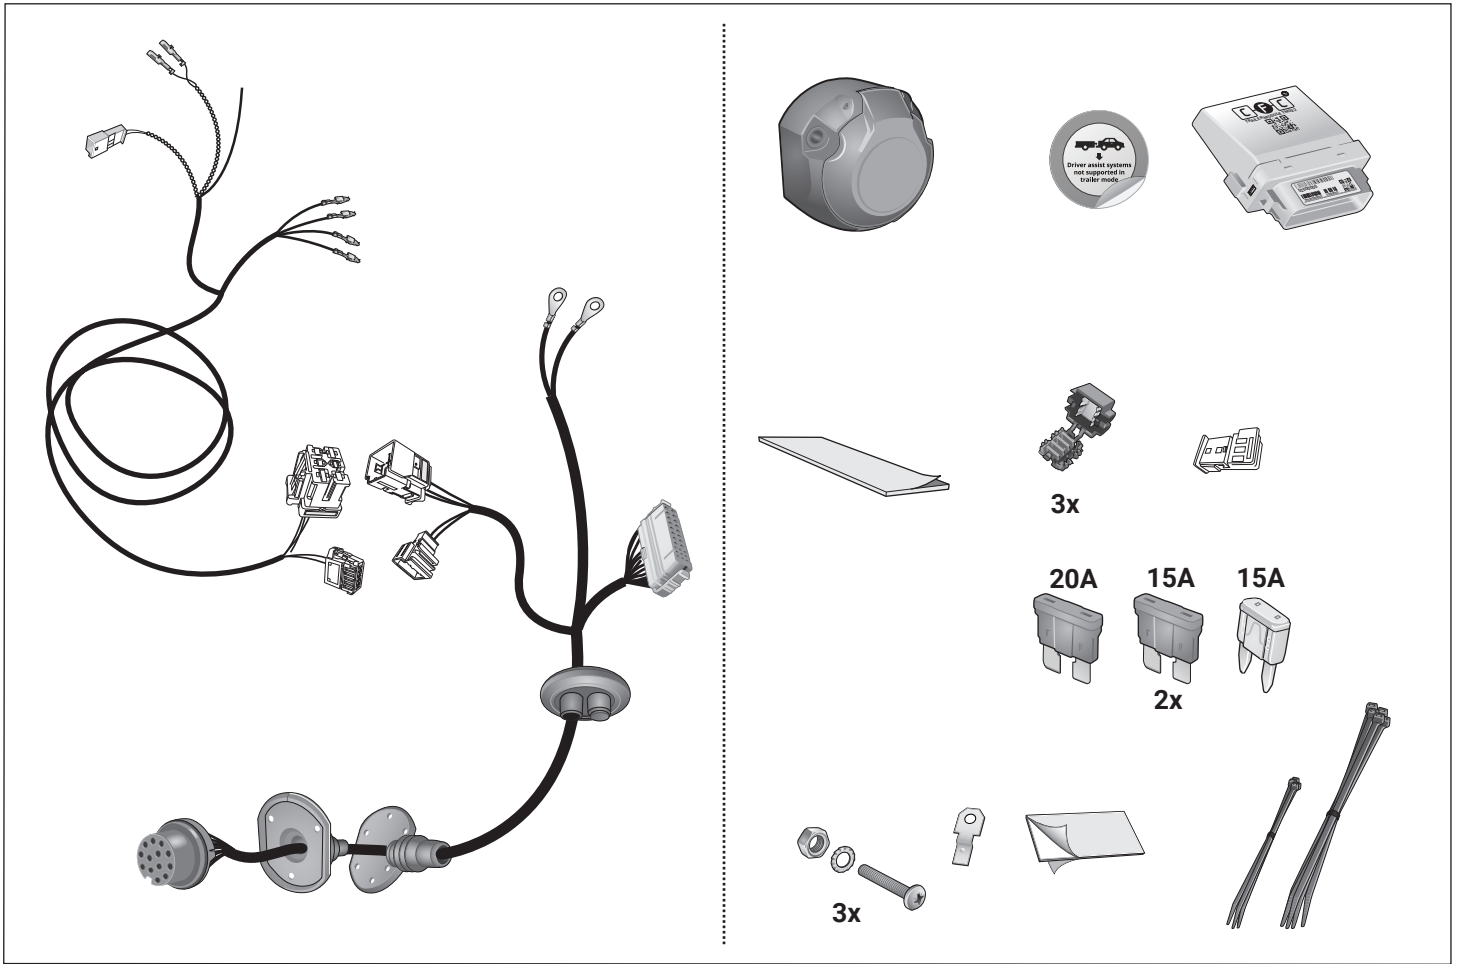 Driver assist systems
not supported in
trailer mode
C F C
3x
20A 15A 15A
2x
3x